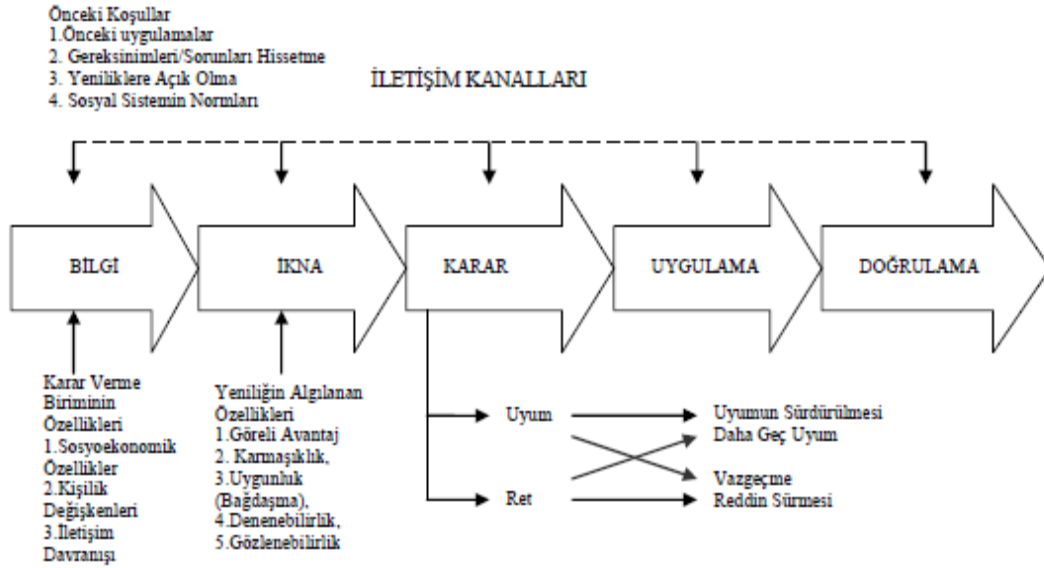 Önceki Koşullar
1.Önceki uygulamalar
2. Gereksinimleri/Sorunları Hissetme
3. Yeniliklere Açık Olma
4. Sosyal Sistemin Normları
İLETİŞİM KANALLARI
BİLGİ
İKNA
KARAR
UYGULAMA
DOĞRULAMA
Karar Verme
Biriminin
Özellikleri
1.Sosyoekonomik
Özellikler
2.Kişilik
Değişkenleri
3.İletişim
Davranışı
Yeniliğin Algılanan
Özellikleri
1.Göreli Avantaj
2. Karmaşıklık,
3.Uygunluk
(Bağdaşma),
4.Denenebilirlik,
5.Gözlenebilirlik
Uyum
Ret
Uyumun Sürdürülmesi
Daha Geç Uyum
Vazgeçme
Reddin Sürmesi